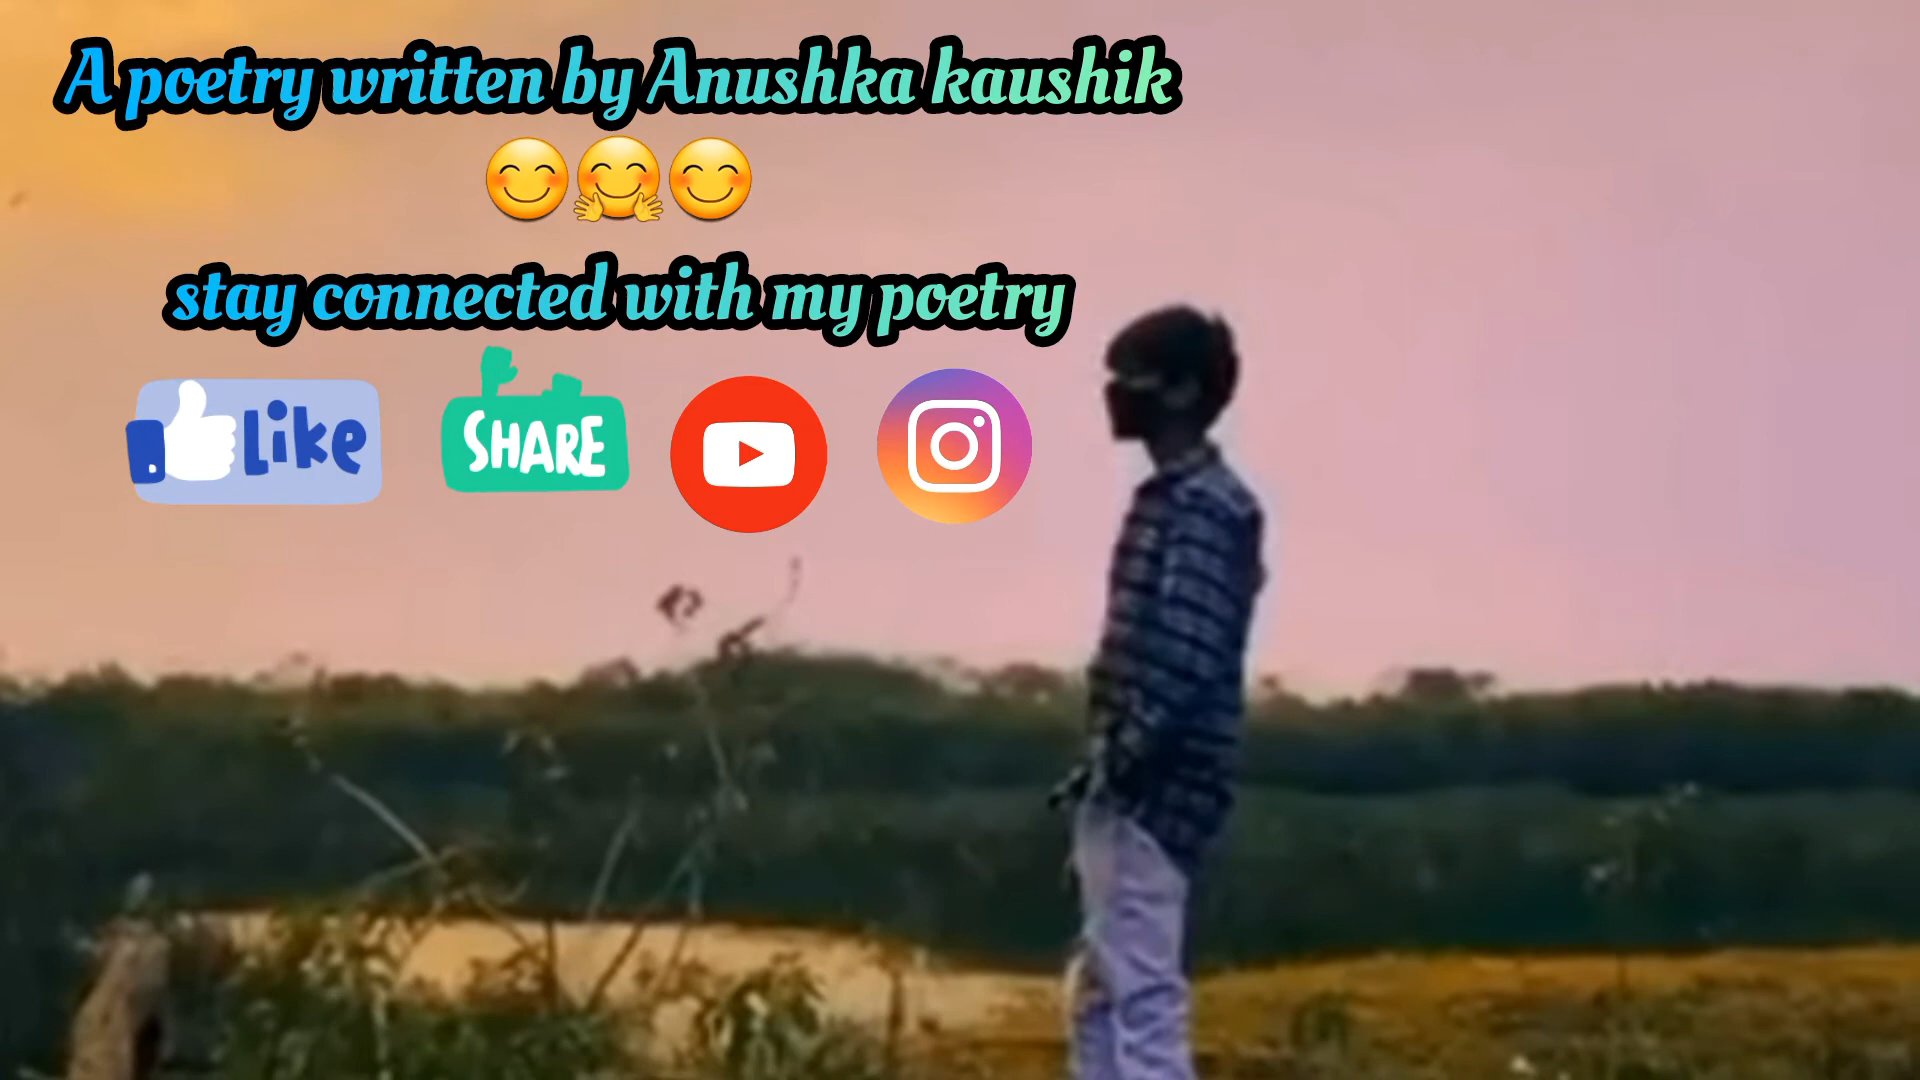 A poetry written by Anushka kaushik
😊🤗😊
stay connected with my poetry
Like SHARE